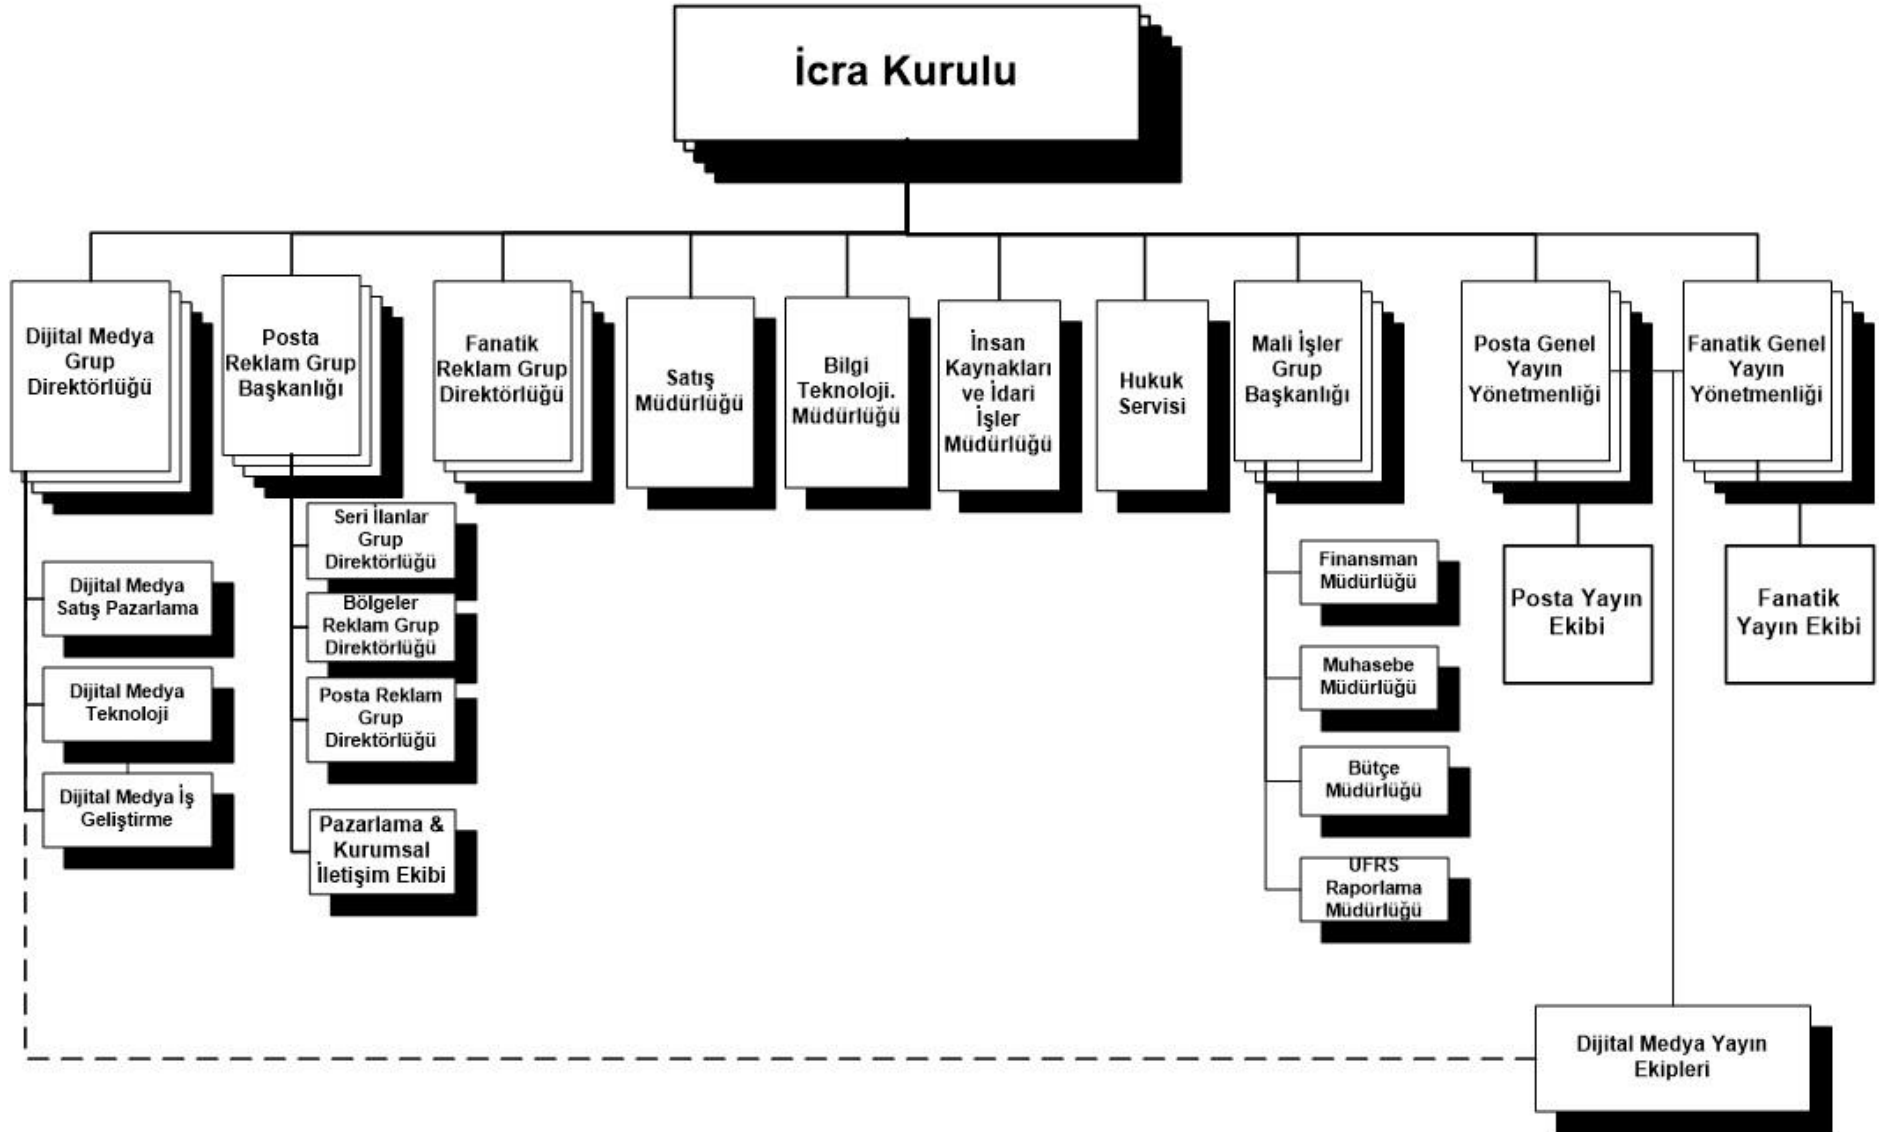 İcra Kurulu
Dijital Medya
Grup
Direktörlüğü
Posta
Reklam Grup
Başkanlığı
Fanatik
Reklam Grup
Direktörlüğü
Satış
Müdürlüğü
Bilgi
Teknoloji.
Müdürlüğü
İnsan
Kaynakları
ve İdari
İşler
Müdürlüğü
Hukuk
Servisi
Mali İşler
Grup
Başkanlığı
Posta Genel
Yayın
Yönetmenliği
Fanatik Genel
Yayın
Yönetmenliği
Dijital Medya
Satış Pazarlama
Dijital Medya
Teknoloji
Dijital Medya İş
Geliştirme
Seri İlanlar
Grup
Direktörlüğü
Bölgeler
Reklam Grup
Direktörlüğü
Posta Reklam
Grup
Direktörlüğü
Pazarlama &
Kurumsal
İletişim Ekibi
Finansman
Müdürlüğü
Muhasebe
Müdürlüğü
Bütçe
Müdürlüğü
UFRS
Raporlama
Müdürlüğü
Posta Yayın
Ekibi
Fanatik
Yayın Ekibi
Dijital Medya Yayın
Ekipleri